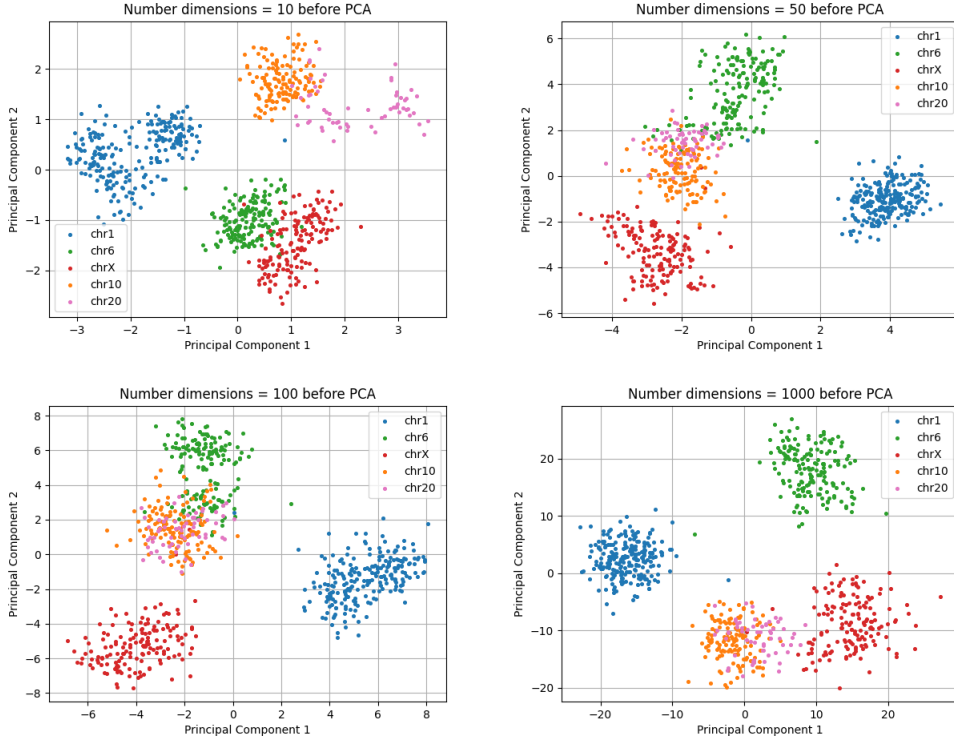 Number dimensions = 10 before PCA
Principal Component 2
2
1
0
−1
−2
chr1
chr6
chrX
chr10
chr20
−3
−2
−1
0
1
2
3
Principal Component 1
Number dimensions = 50 before PCA
Principal Component 2
6
4
2
0
−2
−4
−6
chr1
chr6
chrX
chr10
chr20
−4
−2
0
2
4
Principal Component 1
Number dimensions = 100 before PCA
Principal Component 2
8
6
4
2
0
−2
−4
−6
−8
chr1
chr6
chrX
chr10
chr20
−6
−4
−2
0
2
4
6
8
Principal Component 1
Number dimensions = 1000 before PCA
Principal Component 2
20
10
0
−10
−20
chr1
chr6
chrX
chr10
chr20
−20
−10
0
10
20
Principal Component 1